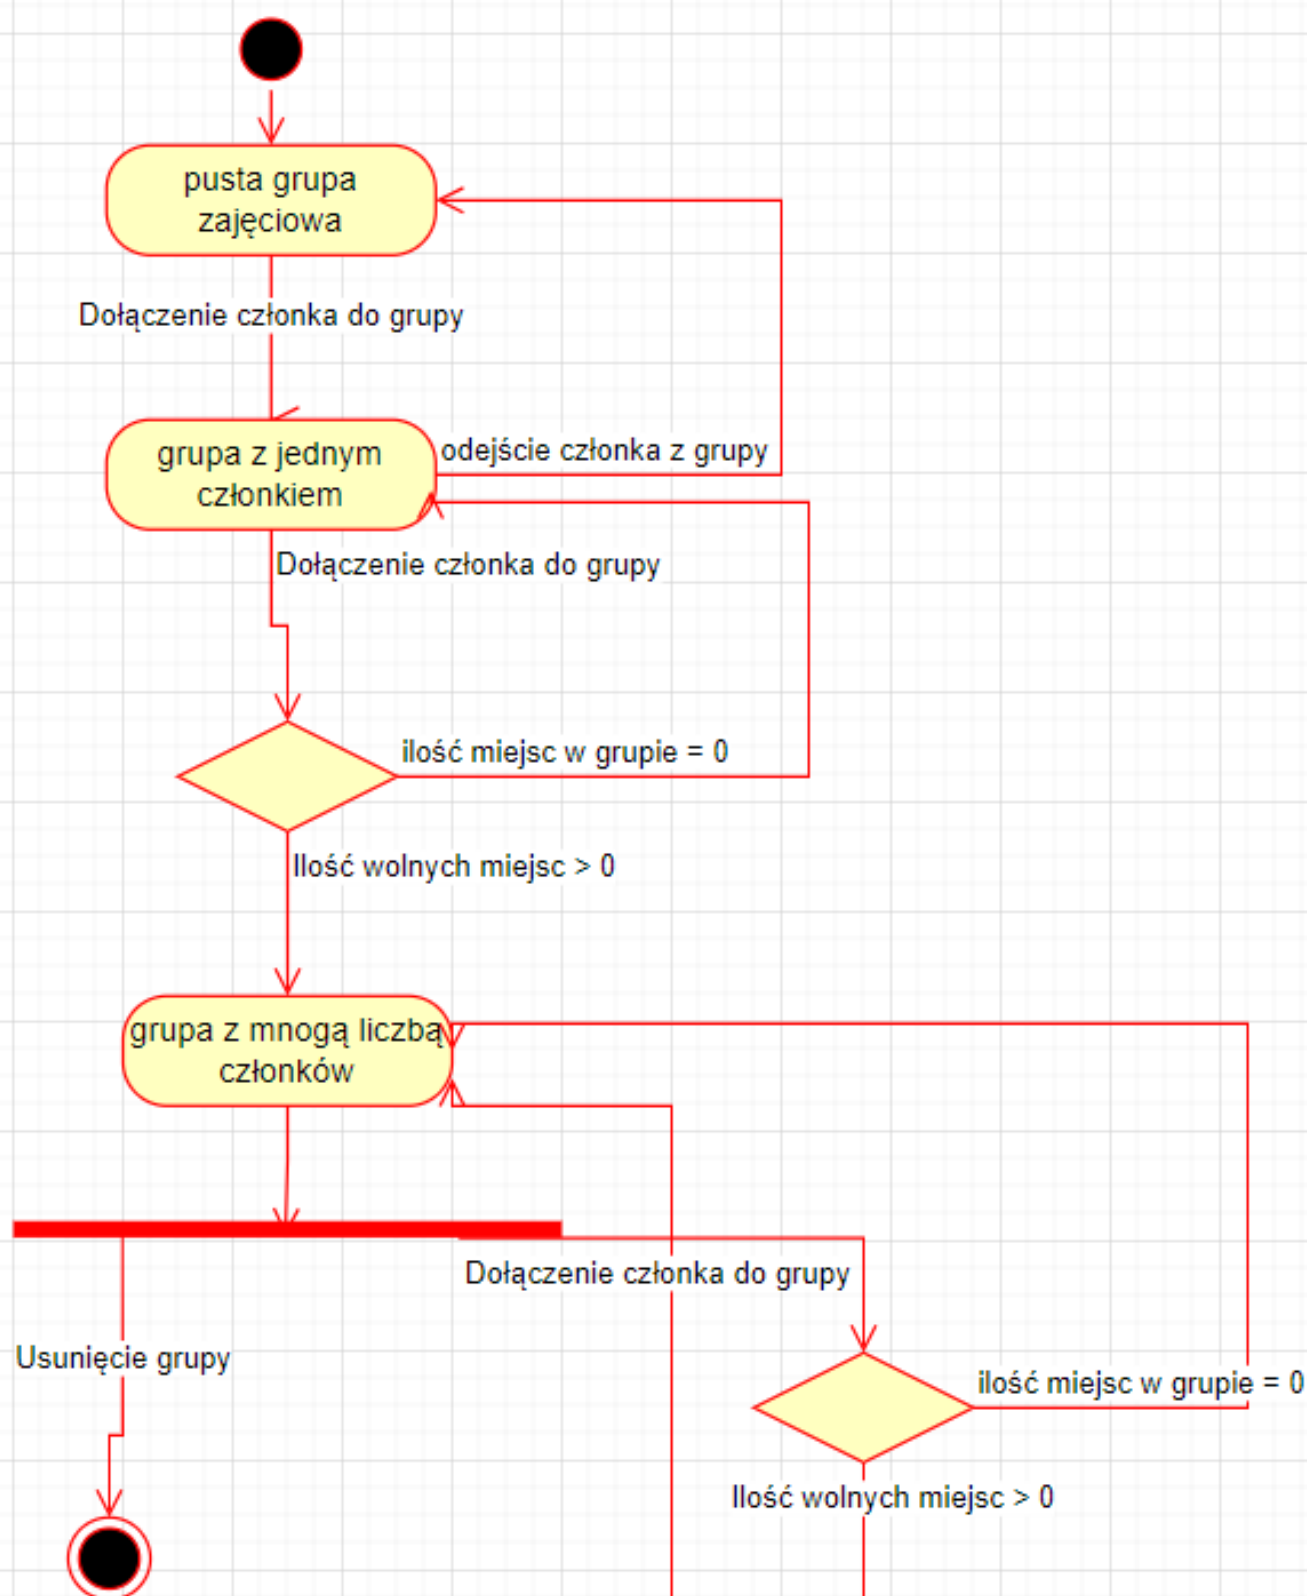 pusta grupa
zajęciowa
Dołączenie członka do grupy
grupa z jednym
członkiem
odejście członka z grupy
Dołączenie członka do grupy
ilość miejsc w grupie = 0
Ilość wolnych miejsc > 0
grupa z mnogą liczbą
członków
Dołączenie członka do grupy
Usunięcie grupy
ilość miejsc w grupie = 0
Ilość wolnych miejsc > 0